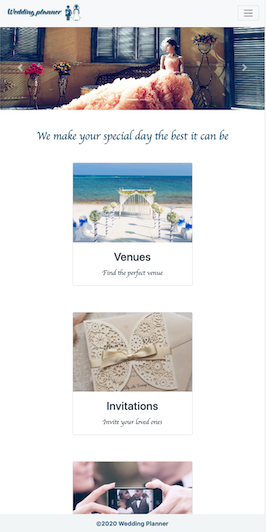 Wedding planner
We make your special day the best it can be
Venues
Find the perfect venue
Invitations
Invite your loved ones
©2020 Wedding Planner